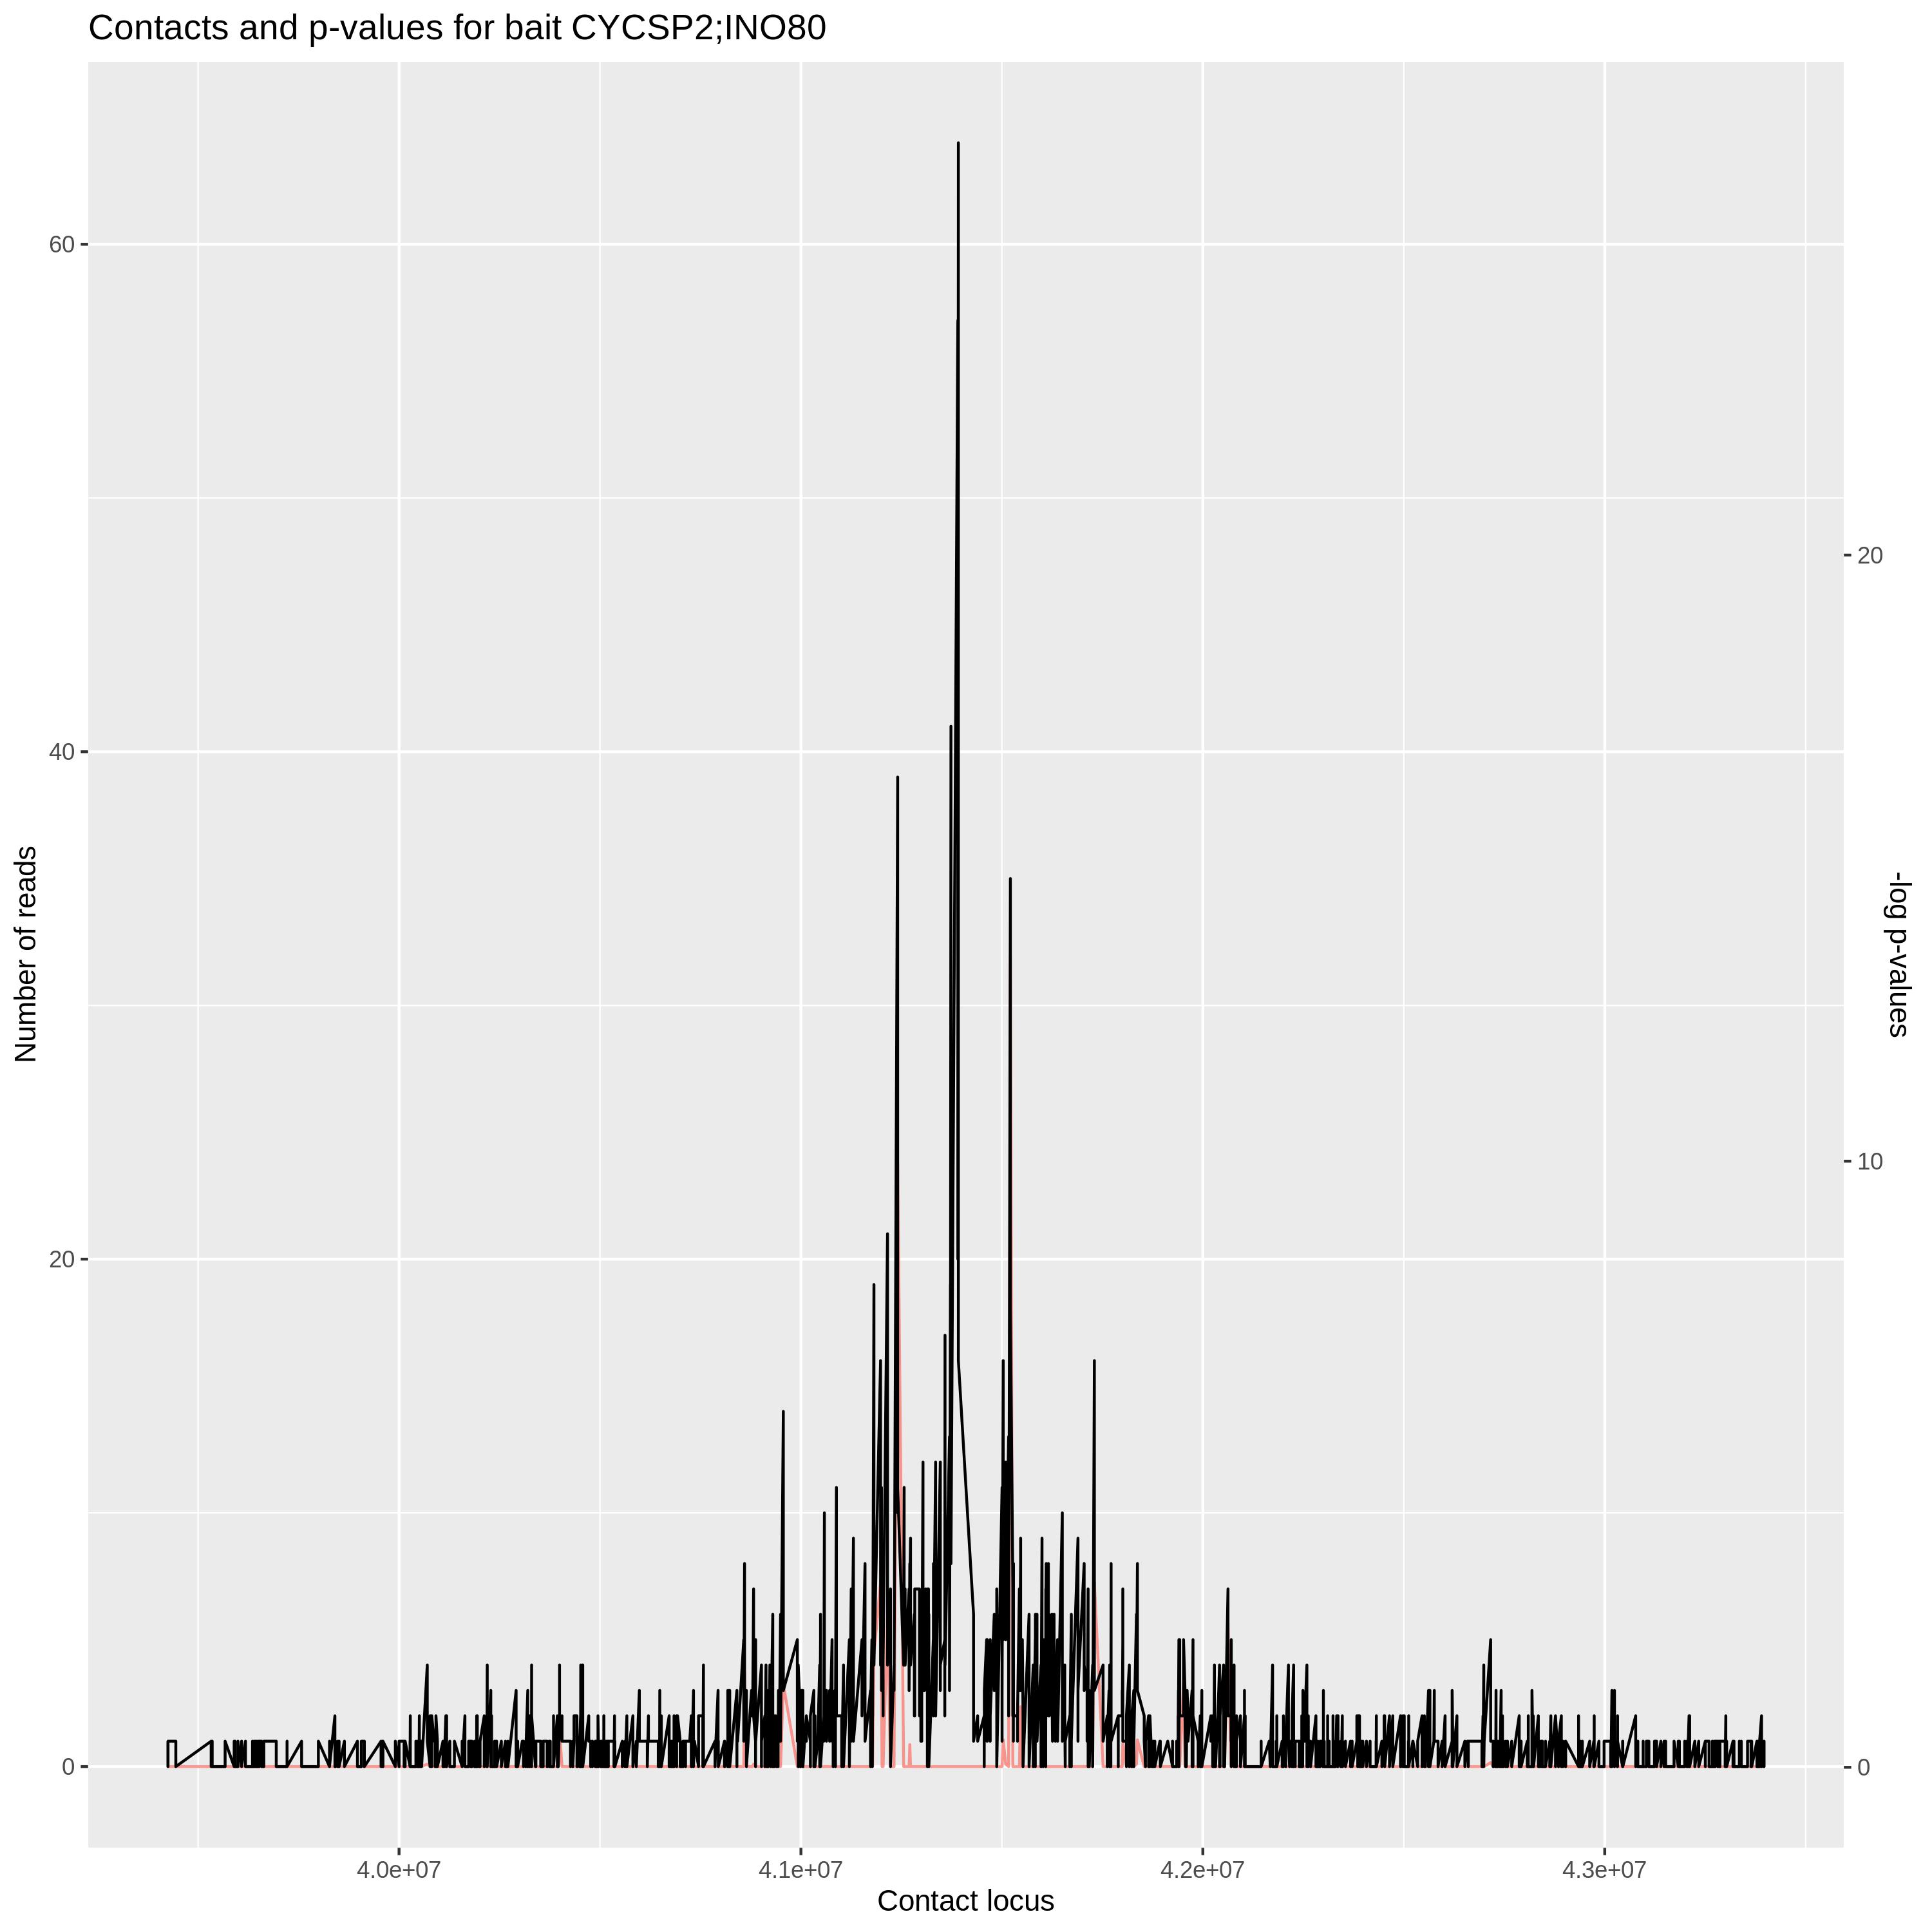 Contacts and p-values for bait CYCSP2;INO80
60
40
20
0
Number of reads
20
10
0
-log p-values
4.0e+07
4.1e+07
4.2e+07
4.3e+07
Contact locus